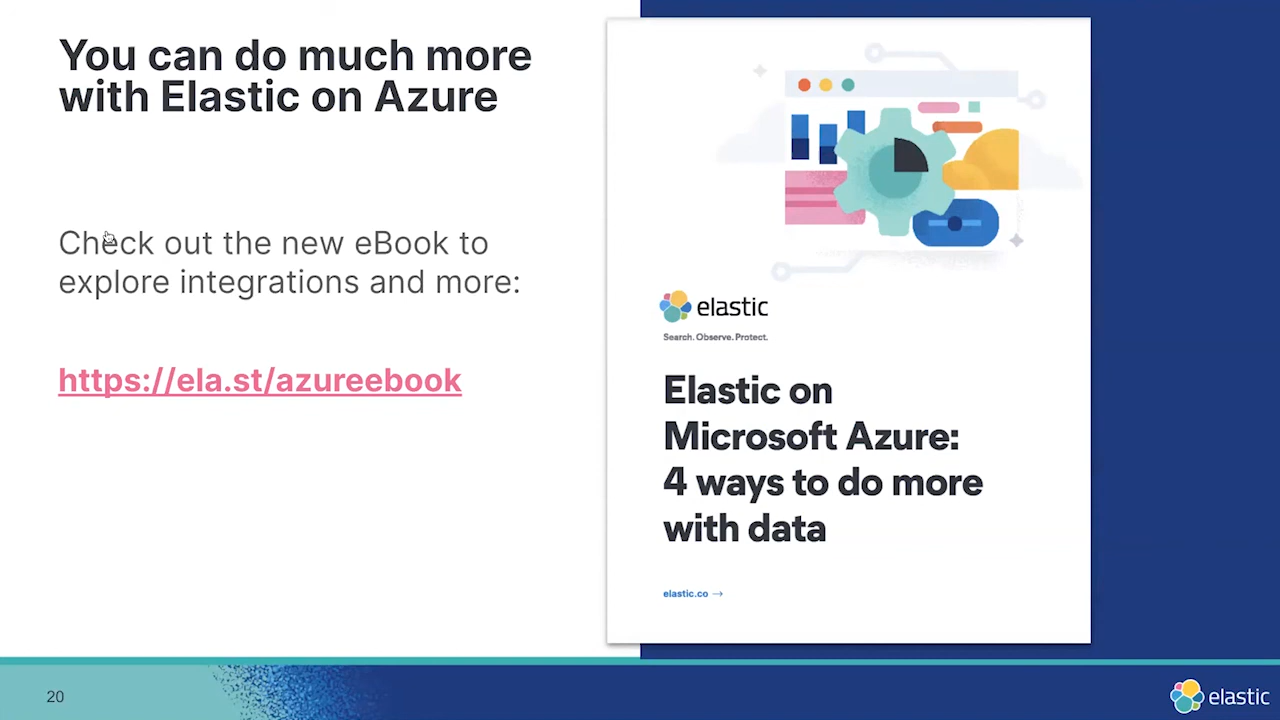 You can do much more
with Elastic on Azure
Check out the new eBook to
explore integrations and more:
https://ela.st/azureebook
elastic
Search. Observe. Protect.
Elastic on
Microsoft Azure:
4 ways to do more
with data
elastic.co →
20
elastic